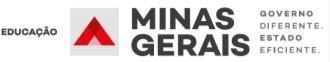 EDUCAÇÃO
MINAS
GERAIS
GOVERNO
DIFERENTE.
ESTADO
EFICIENTE.